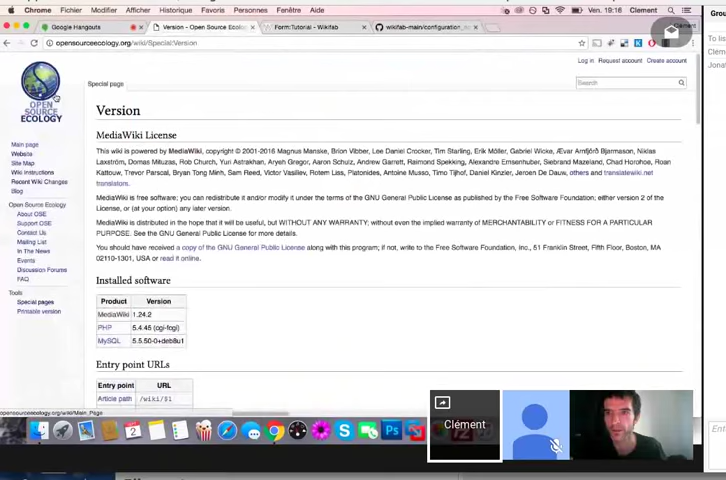 Chrome Fichier Modifier Affichage Historique Favoris Personnes Fenêtre Aide Ven. 19:16 Clement
Google Hangouts Version - Open Source Ecolo Form:Tutorial - Wikifab wikifab-main/configuration_
opensourceecology.org/wiki/Special:Version
Log in Request account Create account
Special page
Search
OPEN
SOURCE
ECOLOGY
Version
MediaWiki License
This wiki is powered by MediaWiki, copyright © 2001-2016 Magnus Manske, Brion Vibber, Lee Daniel Crocker, Tim Starling, Erik Möller, Gabriel Wicke, Ævar Arnfjörð Bjarmason, Niklas
Laxström, Domas Mituzas, Rob Church, Yuri Astrakhan, Aryeh Gregor, Aaron Schulz, Andrew Garrett, Raimond Spekking, Alexandre Emsenhuber, Siebrand Mazeland, Chad Horohoe, Roan
Kattouw, Trevor Parscal, Bryan Tong Minh, Sam Reed, Victor Vasiliev, Rotem Liss, Platonides, Antoine Musso, Timo Tijhof, Daniel Kinzler, Jeroen De Dauw, others and translatewiki.net
translators.
MediaWiki is free software; you can redistribute it and/or modify it under the terms of the GNU General Public License as published by the Free Software Foundation; either version 2 of the
License, or (at your option) any later version.
MediaWiki is distributed in the hope that it will be useful, but WITHOUT ANY WARRANTY; without even the implied warranty of MERCHANTABILITY or FITNESS FOR A PARTICULAR
PURPOSE. See the GNU General Public License for more details.
You should have received a copy of the GNU General Public License along with this program; if not, write to the Free Software Foundation, Inc., 51 Franklin Street, Fifth Floor, Boston, MA
02110-1301, USA or read it online.
Main page
Website
Site Map
Wiki Instructions
Recent Wiki Changes
Blog
Open Source Ecology
About OSE
Support OSE
Contact Us
Mailing List
In The News
Events
Discussion Forums
FAQ
Tools
Special pages
Printable version
Installed software
Product Version
MediaWiki 1.24.2
PHP 5.4.45 (cgi-fcgi)
MySQL 5.5.50-0+deb8u1
Entry point URLs
Entry point URL
Article path /wiki/$1
opensourceecology.org/wiki/Main_Page
Clément
Grou
To lis
Clem
Jonat
Ente